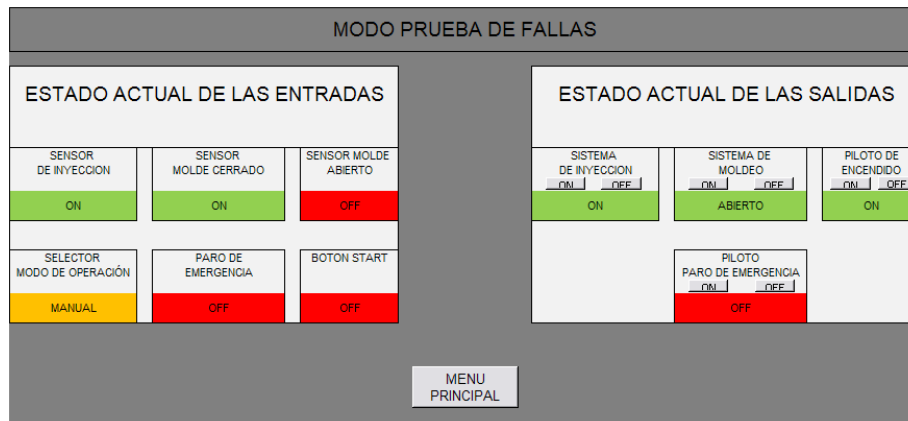 MODO PRUEBA DE FALLAS
ESTADO ACTUAL DE LAS ENTRADAS
SENSOR
DE INYECCION
ON
SENSOR
MOLDE CERRADO
ON
SENSOR MOLDE
ABIERTO
OFF
SELECTOR
MODO DE OPERACIÓN
MANUAL
PARO DE
EMERGENCIA
OFF
BOTON START
OFF
ESTADO ACTUAL DE LAS SALIDAS
SISTEMA
DE INYECCION
ON OFF
ON
SISTEMA DE
MOLDEO
ON OFF
ABIERTO
PILOTO DE
ENCENDIDO
ON OFF
ON
PILOTO
PARO DE EMERGENCIA
ON OFF
OFF
MENU
PRINCIPAL